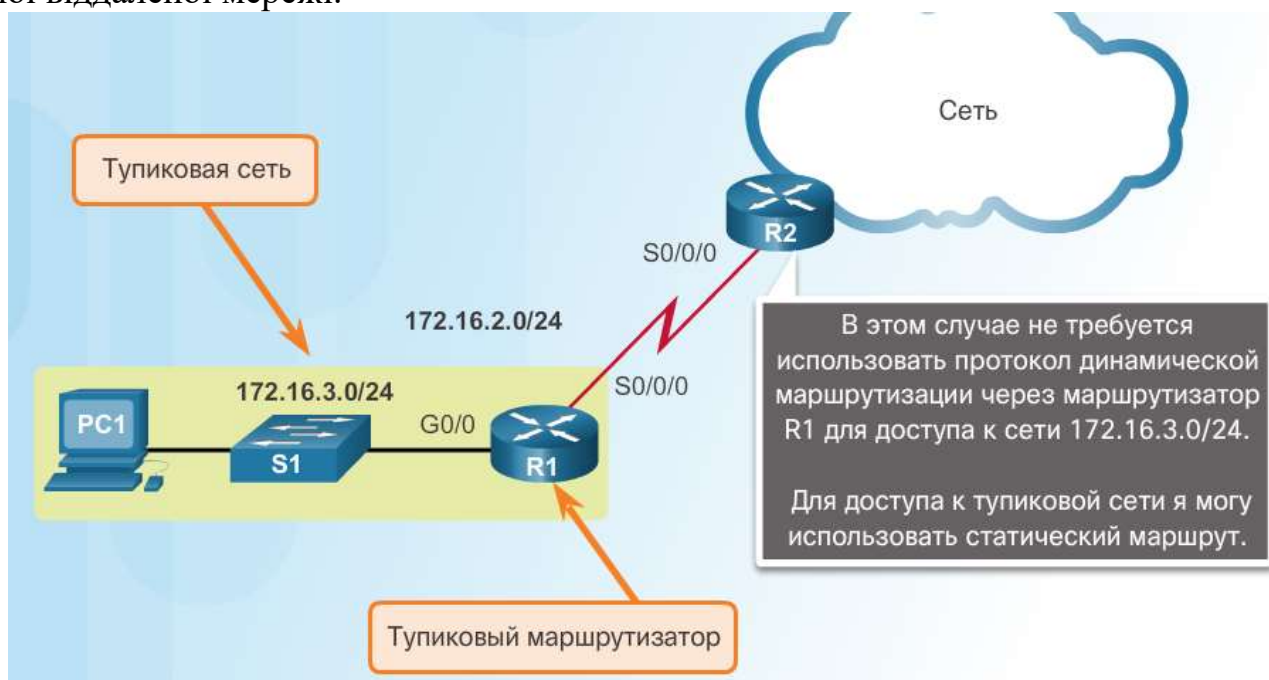 віддаленої мережі.
Сеть
Тупиковая сеть
R2
S0/0/0
172.16.2.0/24
В этом случае не требуется
использовать протокол динамической
маршрутизации через маршрутизатор
R1 для доступа к сети 172.16.3.0/24.
Для доступа к тупиковой сети я могу
использовать статический маршрут.
172.16.3.0/24
S0/0/0
PC1
G0/0
S1
R1
Тупиковый маршрутизатор